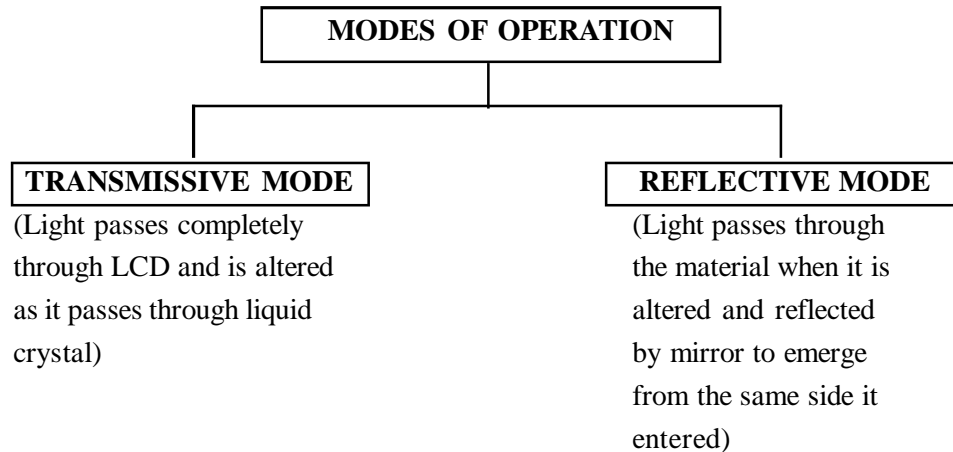 MODES OF OPERATION
TRANSMISSIVE MODE
(Light passes completely
through LCD and is altered
as it passes through liquid
crystal)
REFLECTIVE MODE
(Light passes through
the material when it is
altered and reflected
by mirror to emerge
from the same side it
entered)